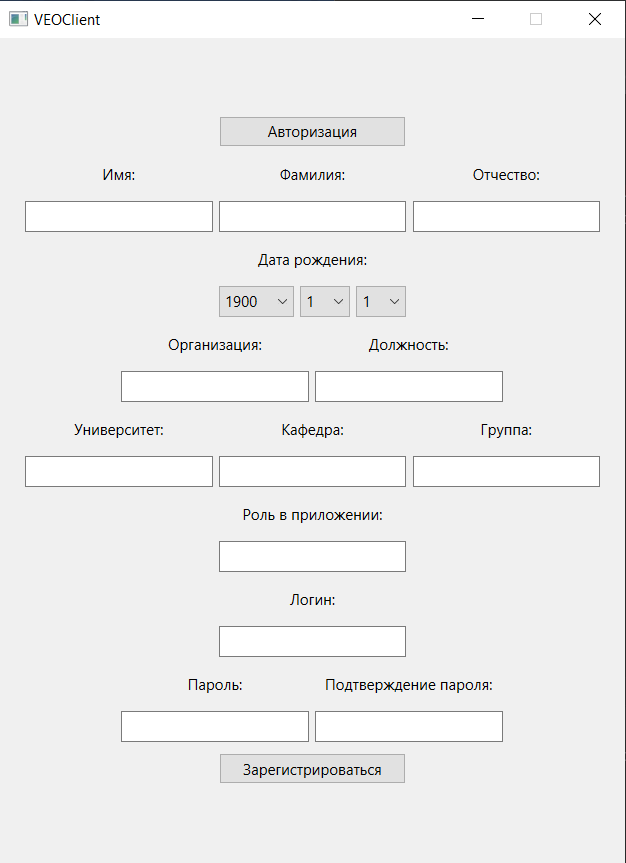 VEOClient
Авторизация
Имя: Фамилия: Отчество:
Дата рождения:
1900 1 1
Организация: Должность:
Университет: Кафедра: Группа:
Роль в приложении:
Логин:
Пароль: Подтверждение пароля:
Зарегистрироваться